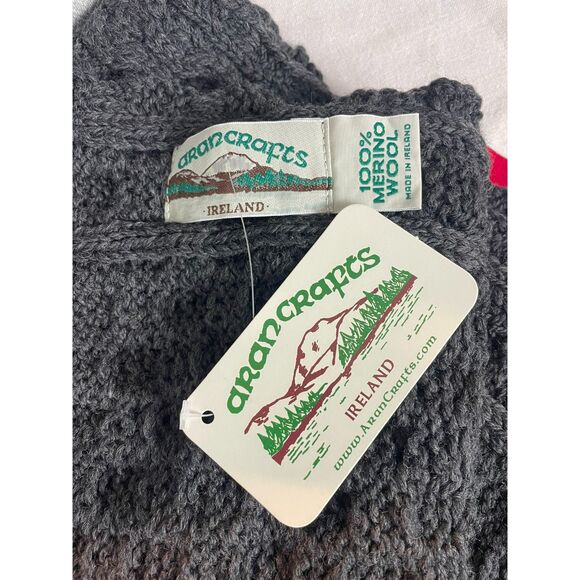 aran crafts
· IRELAND ·
100%
MERINO
WOOL
MADE IN IRELAND
aran crafts
IRELAND
www.AranCrafts.com